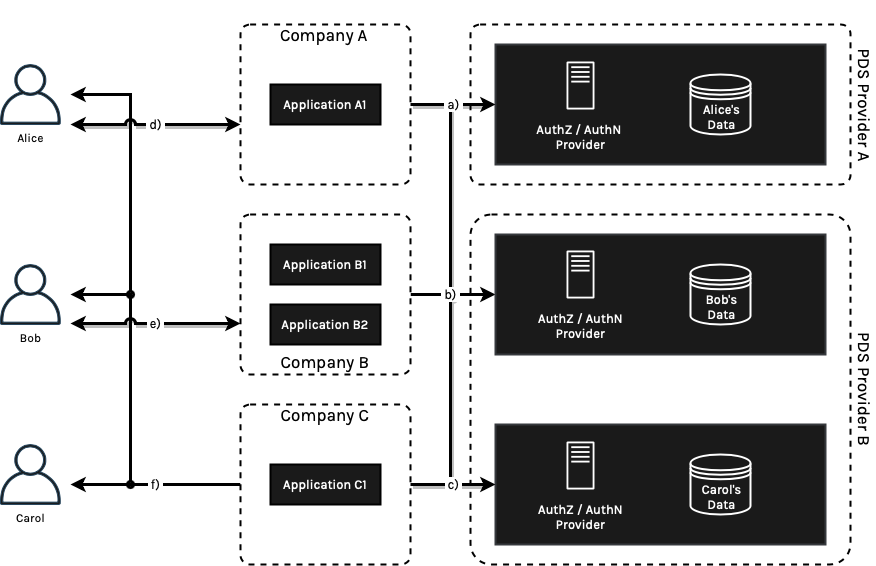 Company A
Application A1
Alice
d)
a)
AuthZ / AuthN
Provider
Alice's
Data
PDS Provider A
Application B1
Application B2
Company B
Bob
e)
b)
AuthZ / AuthN
Provider
Bob's
Data
PDS Provider B
Company C
Application C1
Carol
f)
c)
AuthZ / AuthN
Provider
Carol's
Data